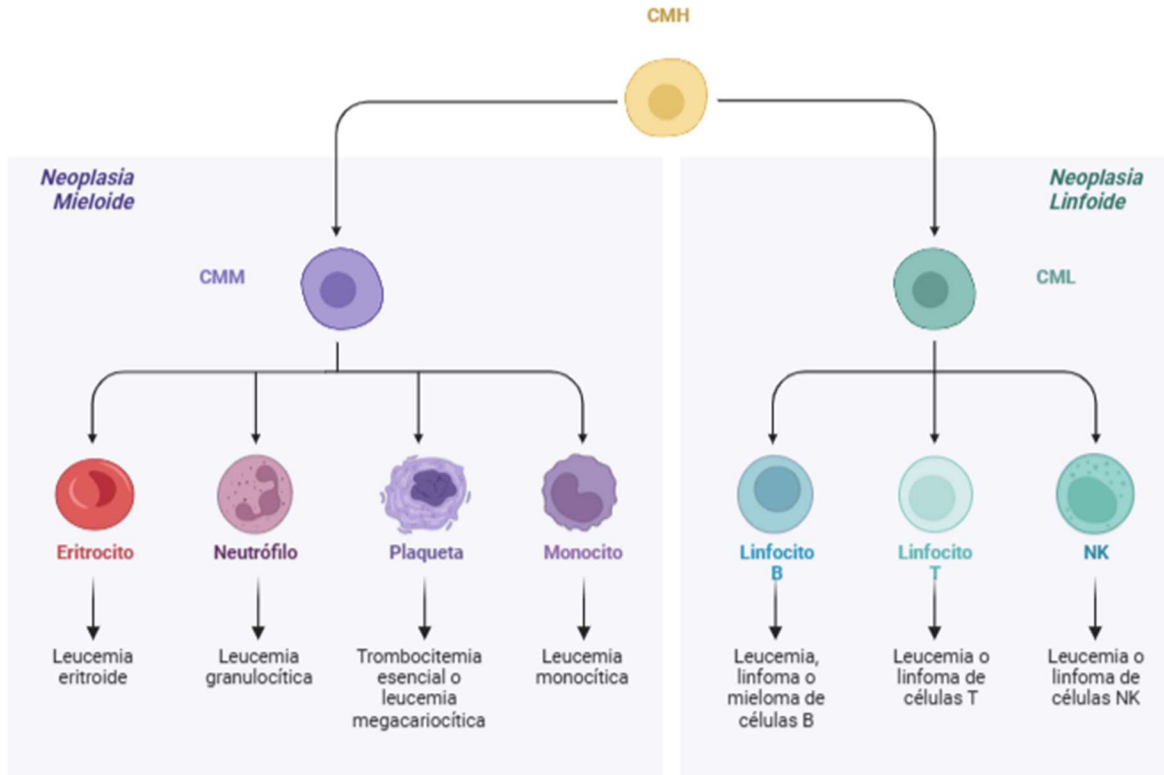 CMH
Neoplasia
Mieloide
Neoplasia
Linfoide
CMM
CML
Eritrocito
Neutrófilo
Plaqueta
Monocito
Linfocito
B
Linfocito
T
NK
Leucemia
eritroide
Leucemia
granulocítica
Trombocitemia
esencial o
leucemia
megacariocítica
Leucemia
monocítica
Leucemia,
linfoma o
mieloma de
células B
Leucemia o
linfoma de
células T
Leucemia o
linfoma de
células NK